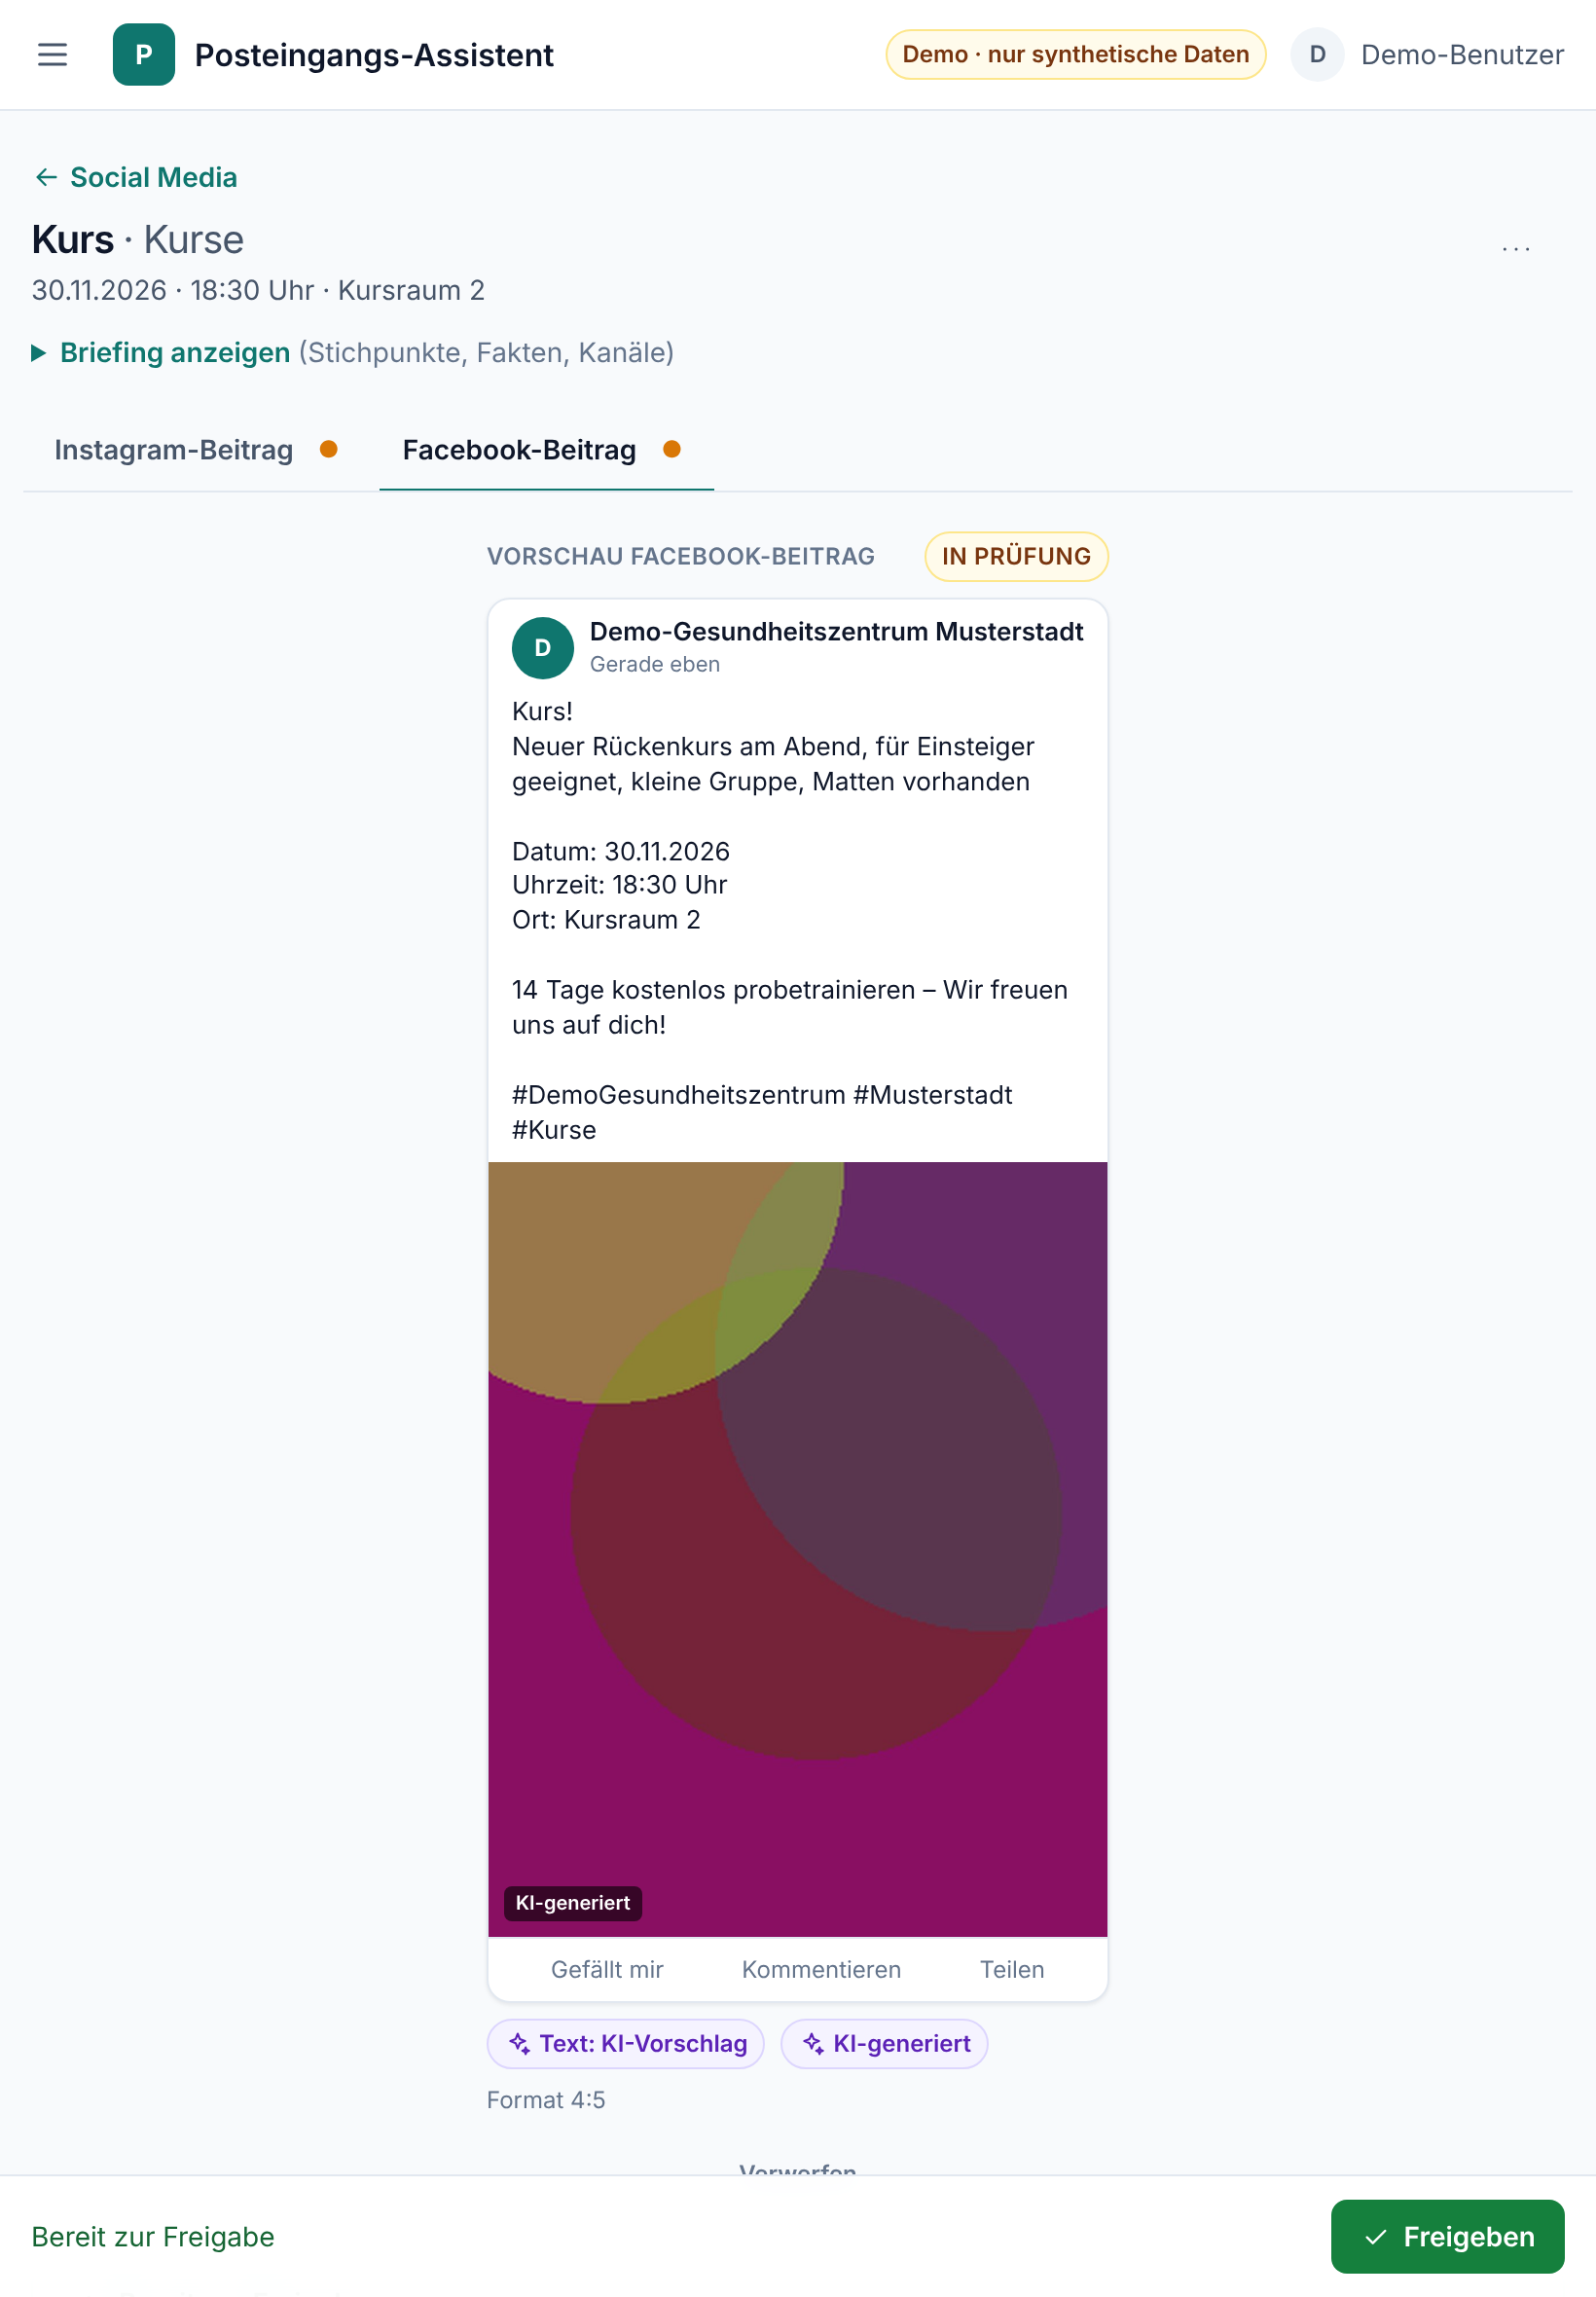 P Posteingangs-Assistent Demo · nur synthetische Daten D Demo-Benutzer
← Social Media
Kurs · Kurse ...
30.11.2026 · 18:30 Uhr · Kursraum 2
▶ Briefing anzeigen (Stichpunkte, Fakten, Kanäle)
Instagram-Beitrag Facebook-Beitrag
VORSCHAU FACEBOOK-BEITRAG IN PRÜFUNG
D Demo-Gesundheitszentrum Musterstadt
Gerade eben
Kurs!
Neuer Rückenkurs am Abend, für Einsteiger
geeignet, kleine Gruppe, Matten vorhanden
Datum: 30.11.2026
Uhrzeit: 18:30 Uhr
Ort: Kursraum 2
14 Tage kostenlos probetrainieren – Wir freuen
uns auf dich!
#DemoGesundheitszentrum #Musterstadt
#Kurse
KI-generiert
Gefällt mir Kommentieren Teilen
Text: KI-Vorschlag KI-generiert
Format 4:5
Verwerfen
Bereit zur Freigabe Freigeben